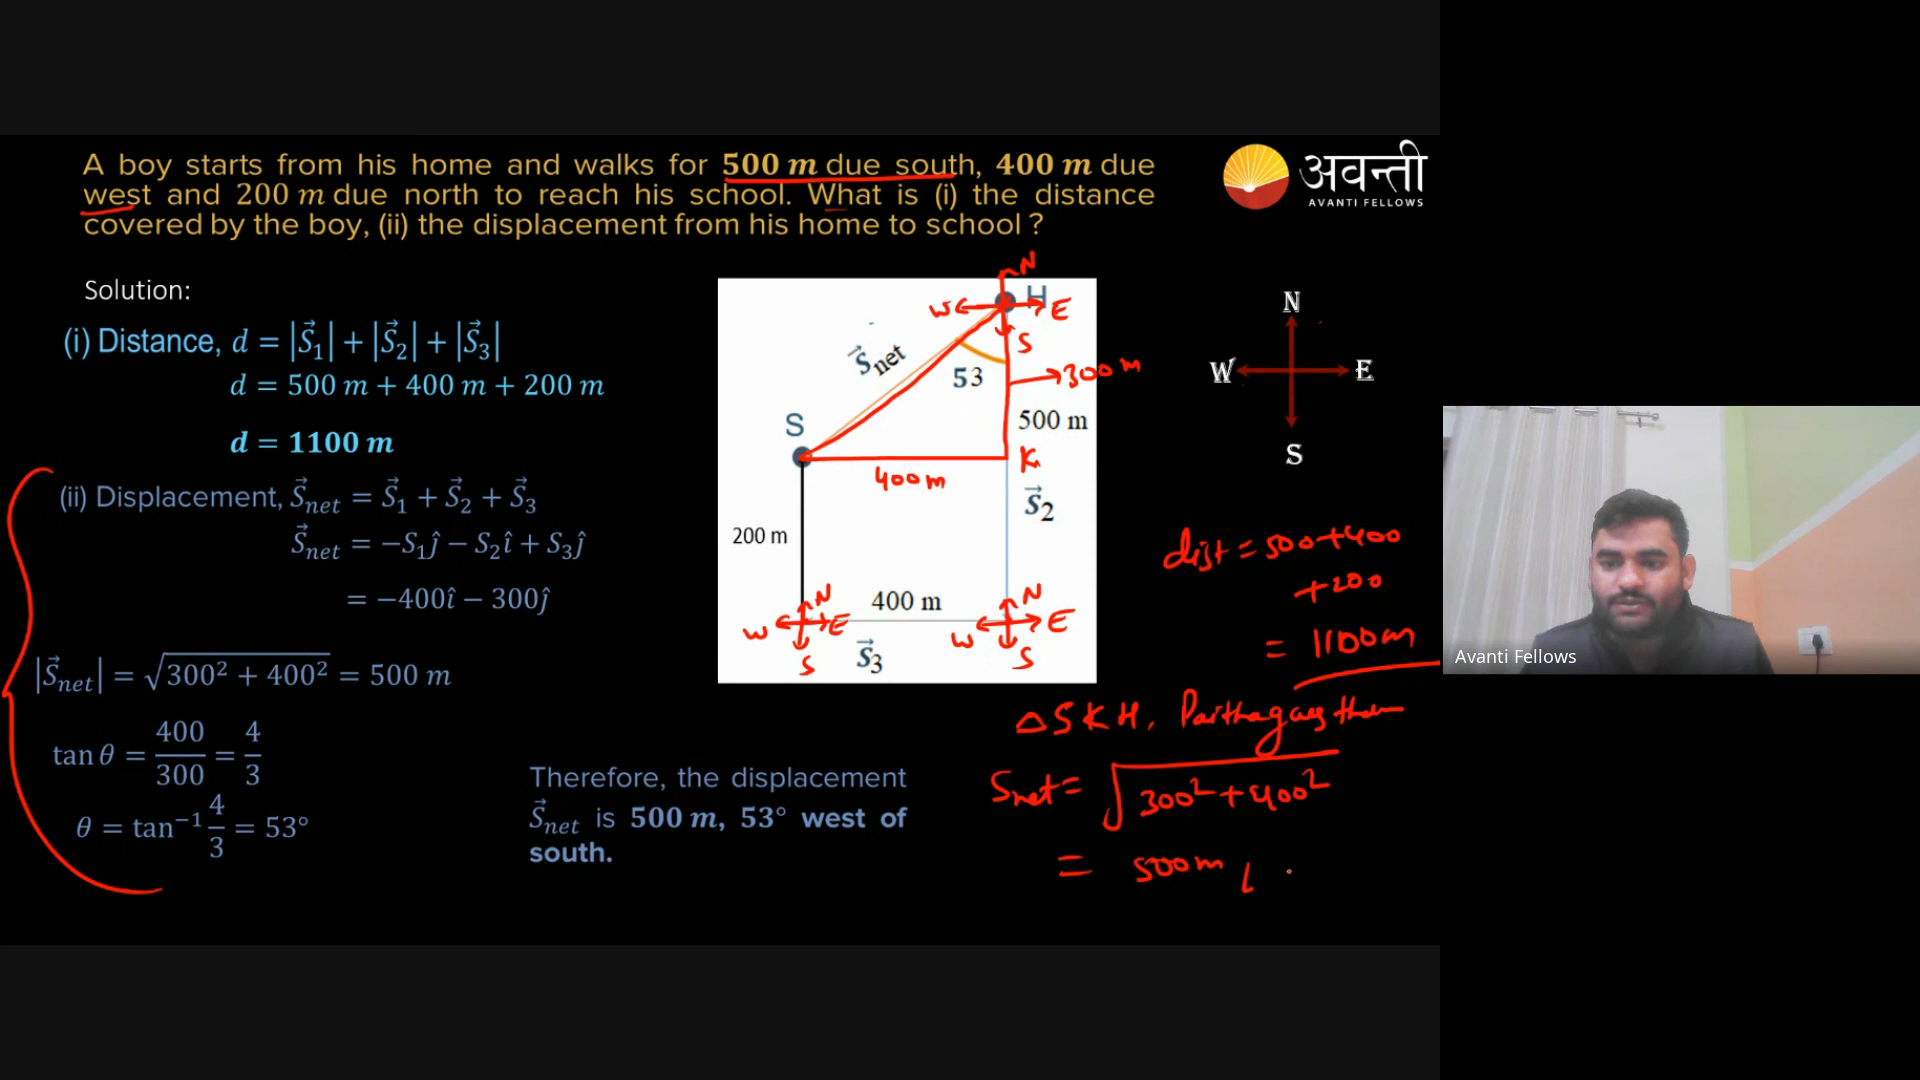 A boy starts from his home and walks for 500 m due south, 400 m due
west and 200 m due north to reach his school. What is (i) the distance
covered by the boy, (ii) the displacement from his home to school ?
अवन्ती
AVANTI FELLOWS
Solution:
(i) Distance, d = |S⃗₁| + |S⃗₂| + |S⃗₃|
d = 500 m + 400 m + 200 m
d = 1100 m
(ii) Displacement, S⃗net = S⃗₁ + S⃗₂ + S⃗₃
S⃗net = −S₁ĵ − S₂î + S₃ĵ
= −400î − 300ĵ
|S⃗net| = √(300² + 400²) = 500 m
tan θ = 400/300 = 4/3
θ = tan⁻¹ 4/3 = 53°
Therefore, the displacement
S⃗net is 500 m, 53° west of
south.
N
H
W E
S
S⃗net
53
300 m
500 m
S
K
400 m
S⃗₂
200 m
400 m
N
W E
S
S⃗₃
N
W E
S
N
W E
S
dist = 500+400
+200
= 1100m
△SKH,
Snet = √(300²+400²)
= 500m
Avanti Fellows